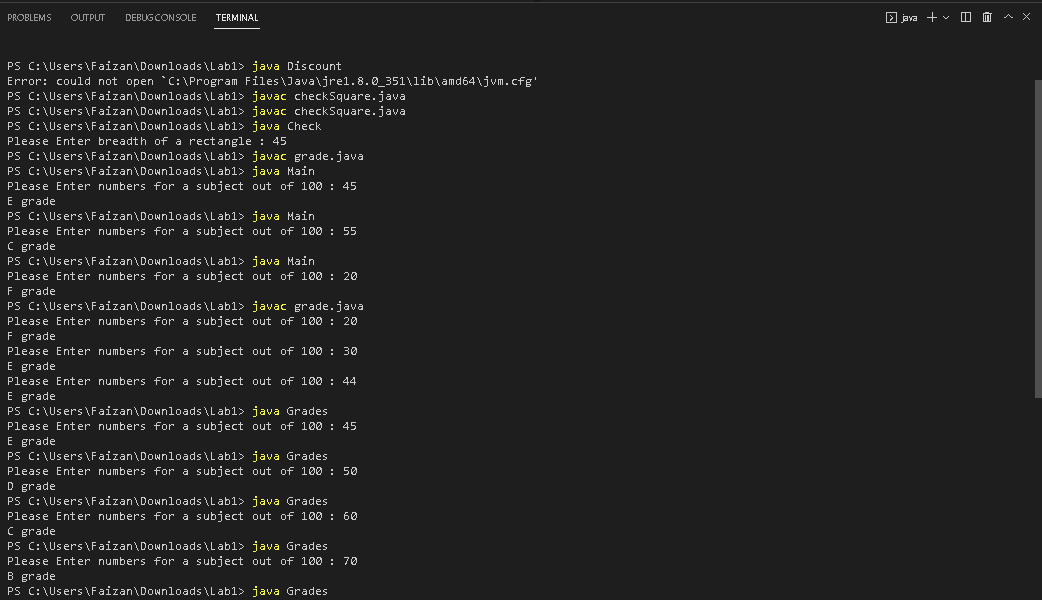 PROBLEMS OUTPUT DEBUG CONSOLE TERMINAL java
PS C:\Users\Faizan\Downloads\Lab1> java Discount
Error: could not open `C:\Program Files\Java\jre1.8.0_351\lib\amd64\jvm.cfg'
PS C:\Users\Faizan\Downloads\Lab1> javac checkSquare.java
PS C:\Users\Faizan\Downloads\Lab1> javac checkSquare.java
PS C:\Users\Faizan\Downloads\Lab1> java Check
Please Enter breadth of a rectangle : 45
PS C:\Users\Faizan\Downloads\Lab1> javac grade.java
PS C:\Users\Faizan\Downloads\Lab1> java Main
Please Enter numbers for a subject out of 100 : 45
E grade
PS C:\Users\Faizan\Downloads\Lab1> java Main
Please Enter numbers for a subject out of 100 : 55
C grade
PS C:\Users\Faizan\Downloads\Lab1> java Main
Please Enter numbers for a subject out of 100 : 20
F grade
PS C:\Users\Faizan\Downloads\Lab1> javac grade.java
Please Enter numbers for a subject out of 100 : 20
F grade
Please Enter numbers for a subject out of 100 : 30
E grade
Please Enter numbers for a subject out of 100 : 44
E grade
PS C:\Users\Faizan\Downloads\Lab1> java Grades
Please Enter numbers for a subject out of 100 : 45
E grade
PS C:\Users\Faizan\Downloads\Lab1> java Grades
Please Enter numbers for a subject out of 100 : 50
D grade
PS C:\Users\Faizan\Downloads\Lab1> java Grades
Please Enter numbers for a subject out of 100 : 60
C grade
PS C:\Users\Faizan\Downloads\Lab1> java Grades
Please Enter numbers for a subject out of 100 : 70
B grade
PS C:\Users\Faizan\Downloads\Lab1> java Grades